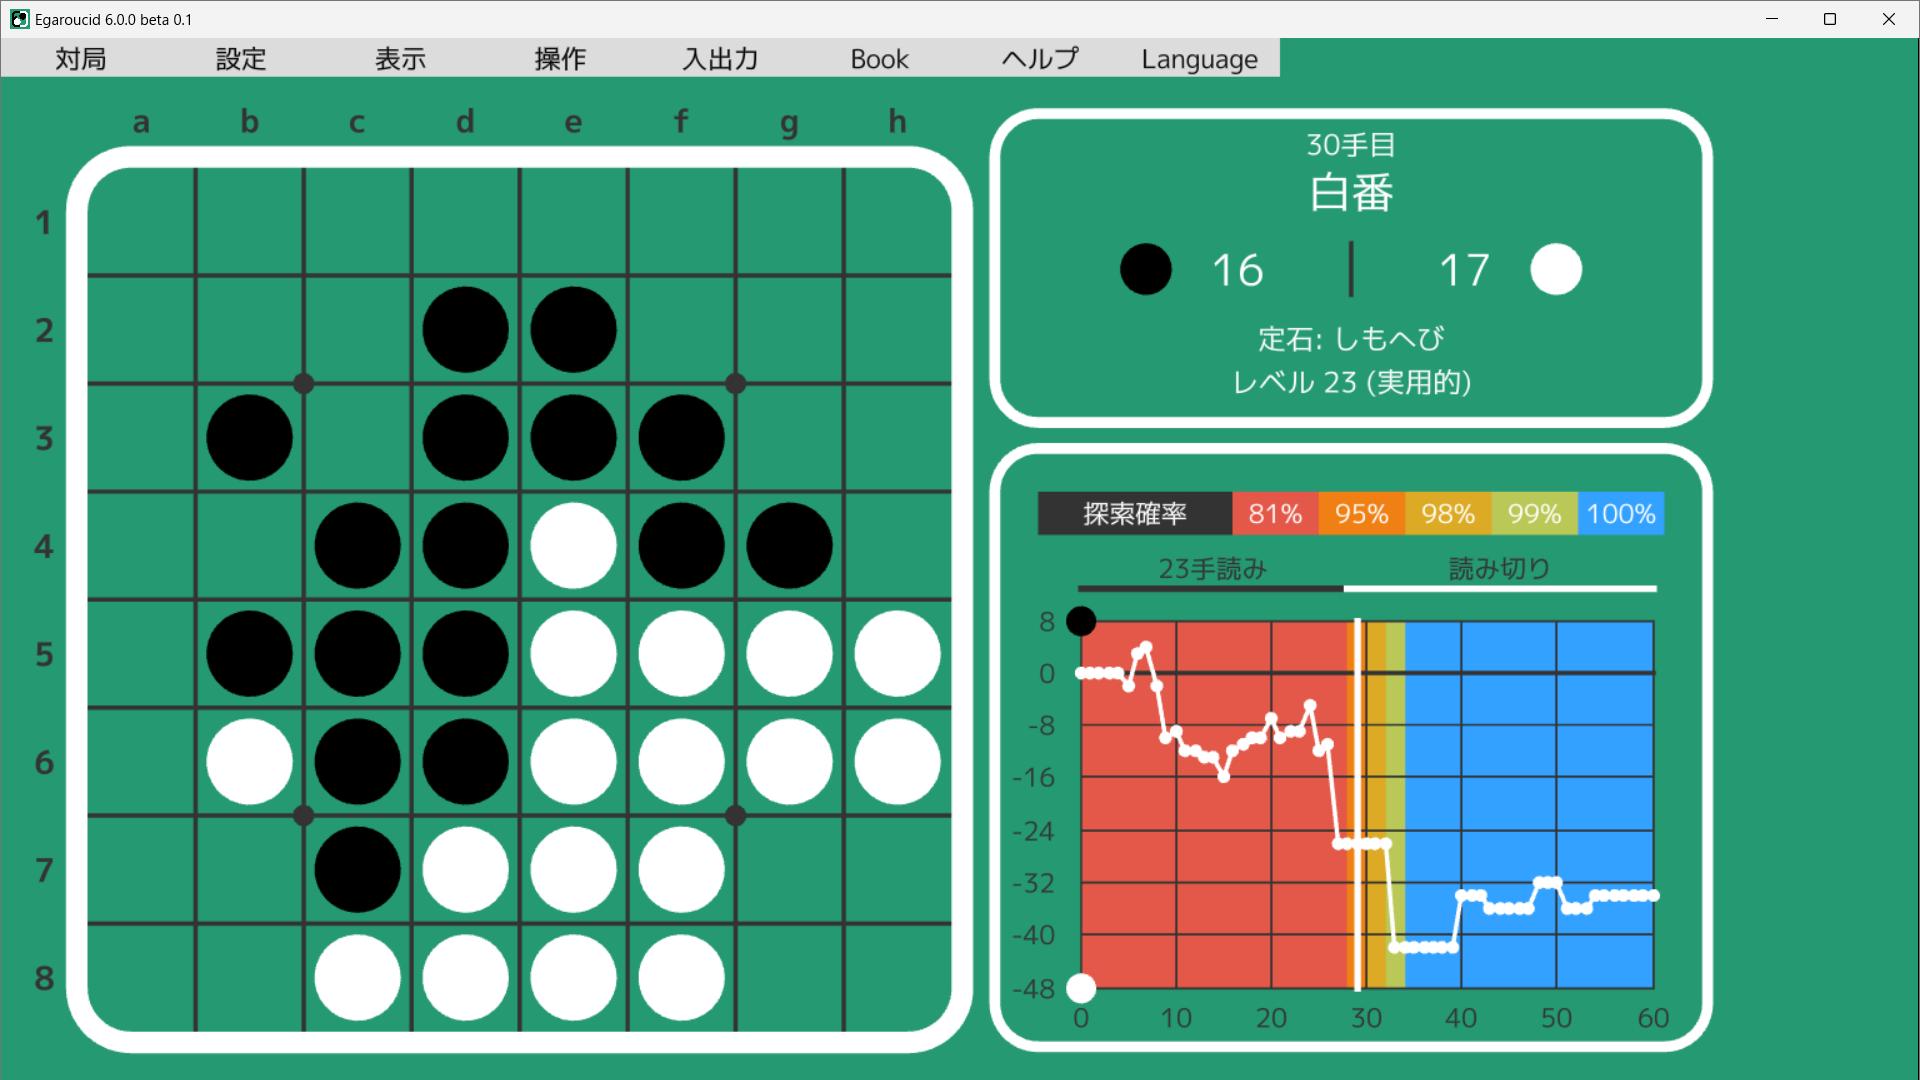 Egaroucid 6.0.0 beta 0.1
対局 設定 表示 操作 入出力 Book ヘルプ Language
a b c d e f g h
1
2
3
4
5
6
7
8
30手目
白番
16 17
定石: しもへび
レベル 23 (実用的)
探索確率 81% 95% 98% 99% 100%
23手読み 読み切り
8
0
-8
-16
-24
-32
-40
-48
0 10 20 30 40 50 60